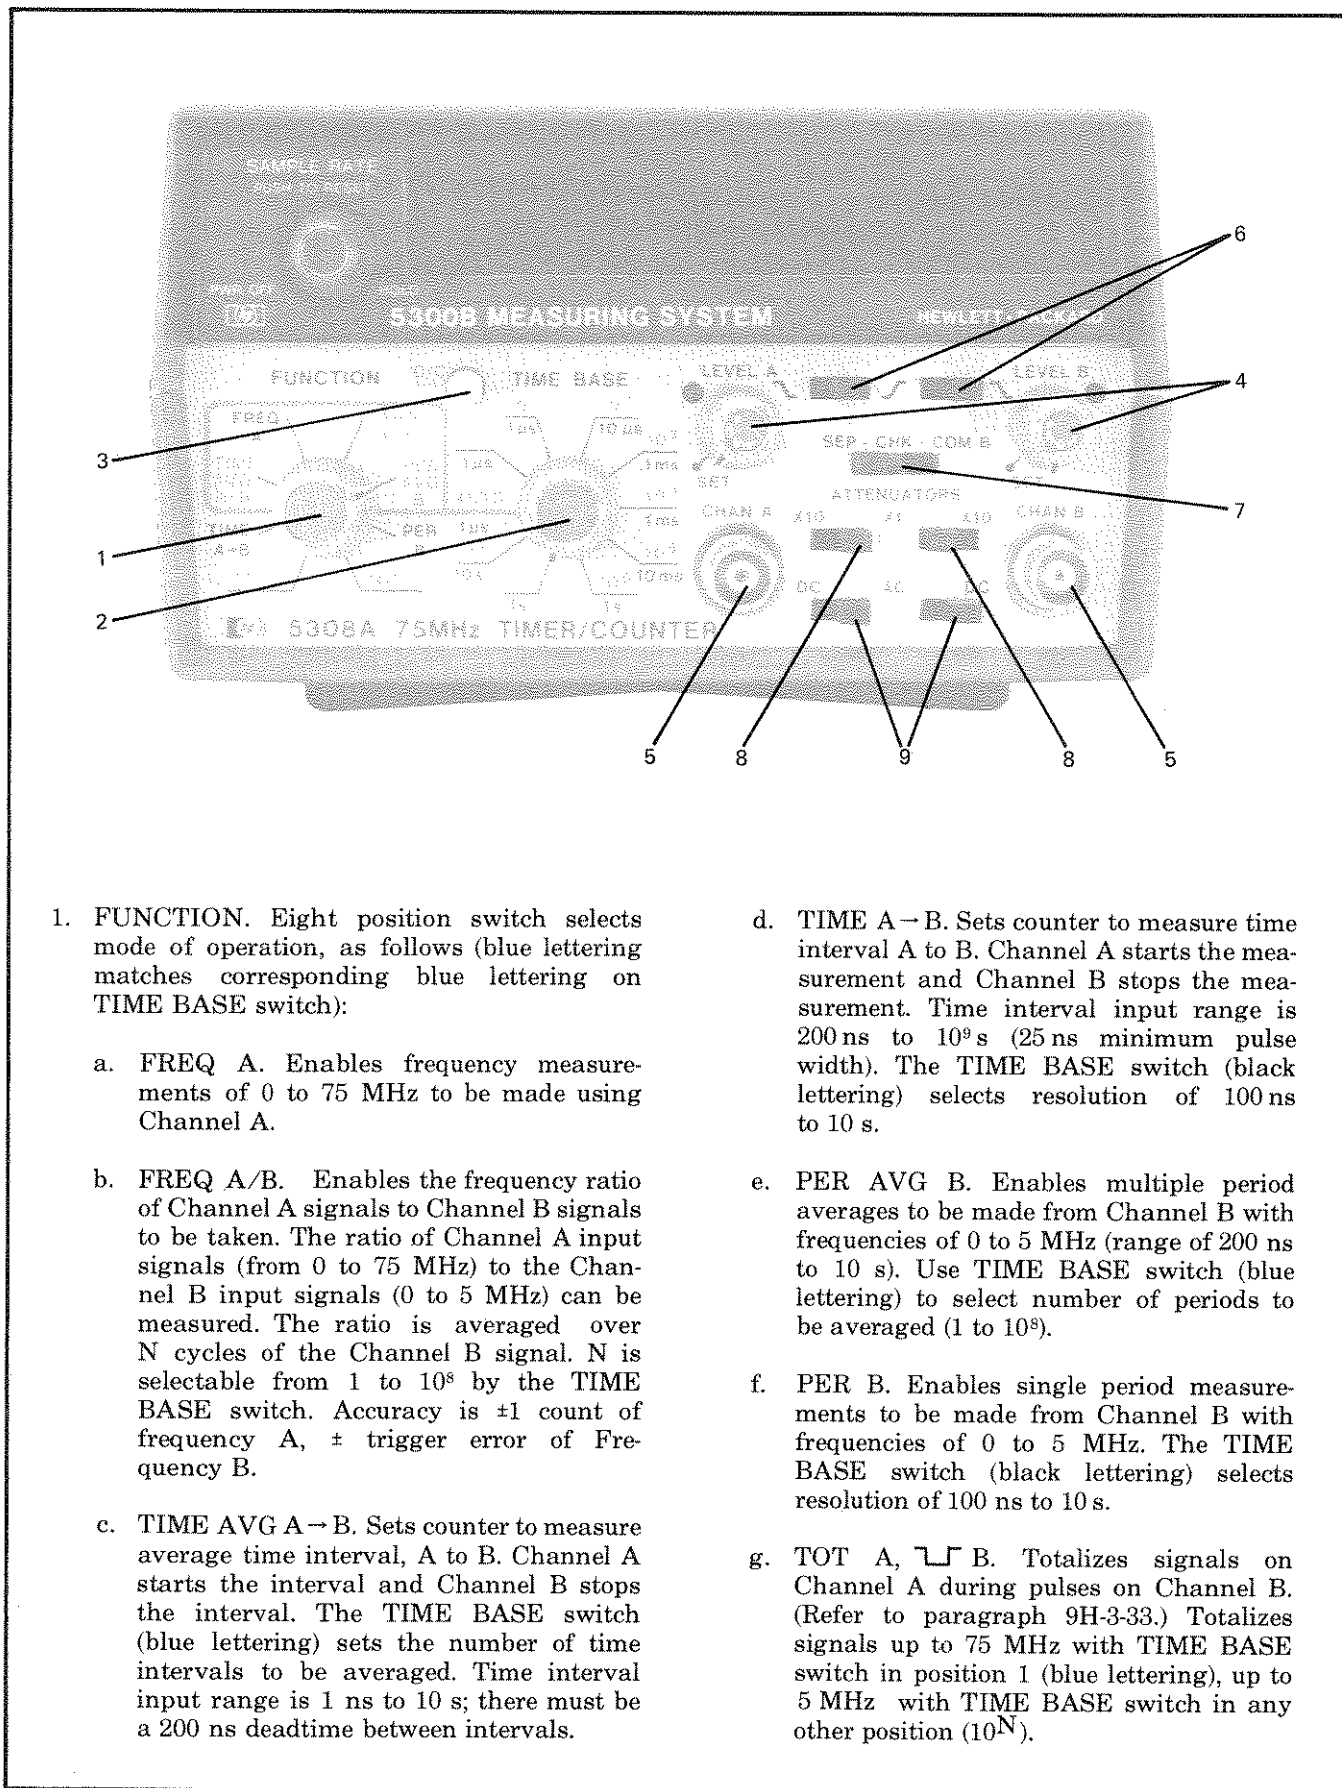 SAMPLE RATE
5300B MEASURING SYSTEM
HEWLETT · PACKARD
FUNCTION
TIME BASE
LEVEL A
LEVEL B
FREQ
A
1µs
10µs
1µs
1ms
SEP - CHK - COM B
SET
SET
ATTENUATORS
CHAN A
X10
X1
X10
CHAN B
TIME
A→B
PER
B
1µs
1ms
10s
10ms
1s
1s
DC
AC
DC
5308A 75MHz TIMER/COUNTER
6
4
3
7
1
2
5
8
9
8
5
1. FUNCTION. Eight position switch selects
mode of operation, as follows (blue lettering
matches corresponding blue lettering on
TIME BASE switch):
a. FREQ A. Enables frequency measure-
ments of 0 to 75 MHz to be made using
Channel A.
b. FREQ A/B. Enables the frequency ratio
of Channel A signals to Channel B signals
to be taken. The ratio of Channel A input
signals (from 0 to 75 MHz) to the Chan-
nel B input signals (0 to 5 MHz) can be
measured. The ratio is averaged over
N cycles of the Channel B signal. N is
selectable from 1 to 10⁸ by the TIME
BASE switch. Accuracy is ±1 count of
frequency A, ± trigger error of Fre-
quency B.
c. TIME AVG A→B. Sets counter to measure
average time interval, A to B. Channel A
starts the interval and Channel B stops
the interval. The TIME BASE switch
(blue lettering) sets the number of time
intervals to be averaged. Time interval
input range is 1 ns to 10 s; there must be
a 200 ns deadtime between intervals.
d. TIME A→B. Sets counter to measure time
interval A to B. Channel A starts the mea-
surement and Channel B stops the mea-
surement. Time interval input range is
200 ns to 10⁹ s (25 ns minimum pulse
width). The TIME BASE switch (black
lettering) selects resolution of 100 ns
to 10 s.
e. PER AVG B. Enables multiple period
averages to be made from Channel B with
frequencies of 0 to 5 MHz (range of 200 ns
to 10 s). Use TIME BASE switch (blue
lettering) to select number of periods to
be averaged (1 to 10⁸).
f. PER B. Enables single period measure-
ments to be made from Channel B with
frequencies of 0 to 5 MHz. The TIME
BASE switch (black lettering) selects
resolution of 100 ns to 10 s.
g. TOT A, B. Totalizes signals on
Channel A during pulses on Channel B.
(Refer to paragraph 9H-3-33.) Totalizes
signals up to 75 MHz with TIME BASE
switch in position 1 (blue lettering), up to
5 MHz with TIME BASE switch in any
other position (10ᴺ).